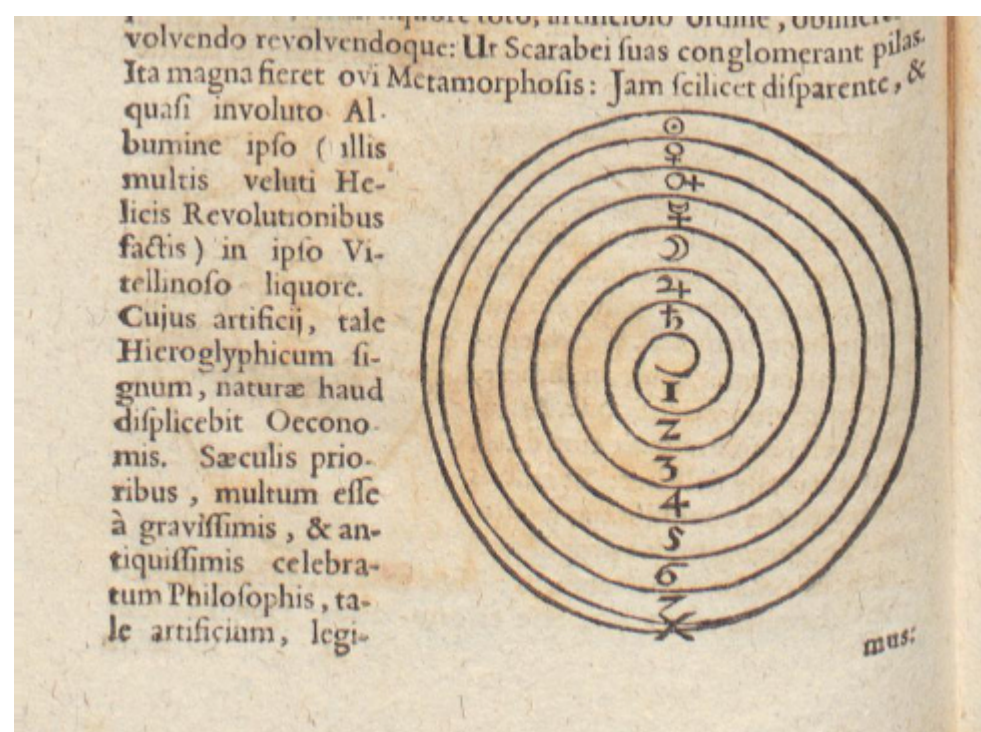 volvendo revolvendoque: Ut Scarabei ſuas conglomerant pilas.
Ita magna fieret ovi Metamorphoſis: Jam ſcilicet diſparente, &
quaſi involuto Al-
bumine ipſo ( illis
multis veluti He-
licis Revolutionibus
factis ) in ipſo Vi-
tellinoſo liquore.
Cujus artificij, tale
Hieroglyphicum ſi-
gnum, naturæ haud
diſplicebit Oecono-
mis. Sæculis prio-
ribus, multum eſſe
à graviſſimis, & an-
tiquiſſimis celebra-
tum Philoſophis, ta-
le artificium, legi-
☉
♀
♂
☿
☽
♃
♄
1
2
3
4
5
6
7
mus: